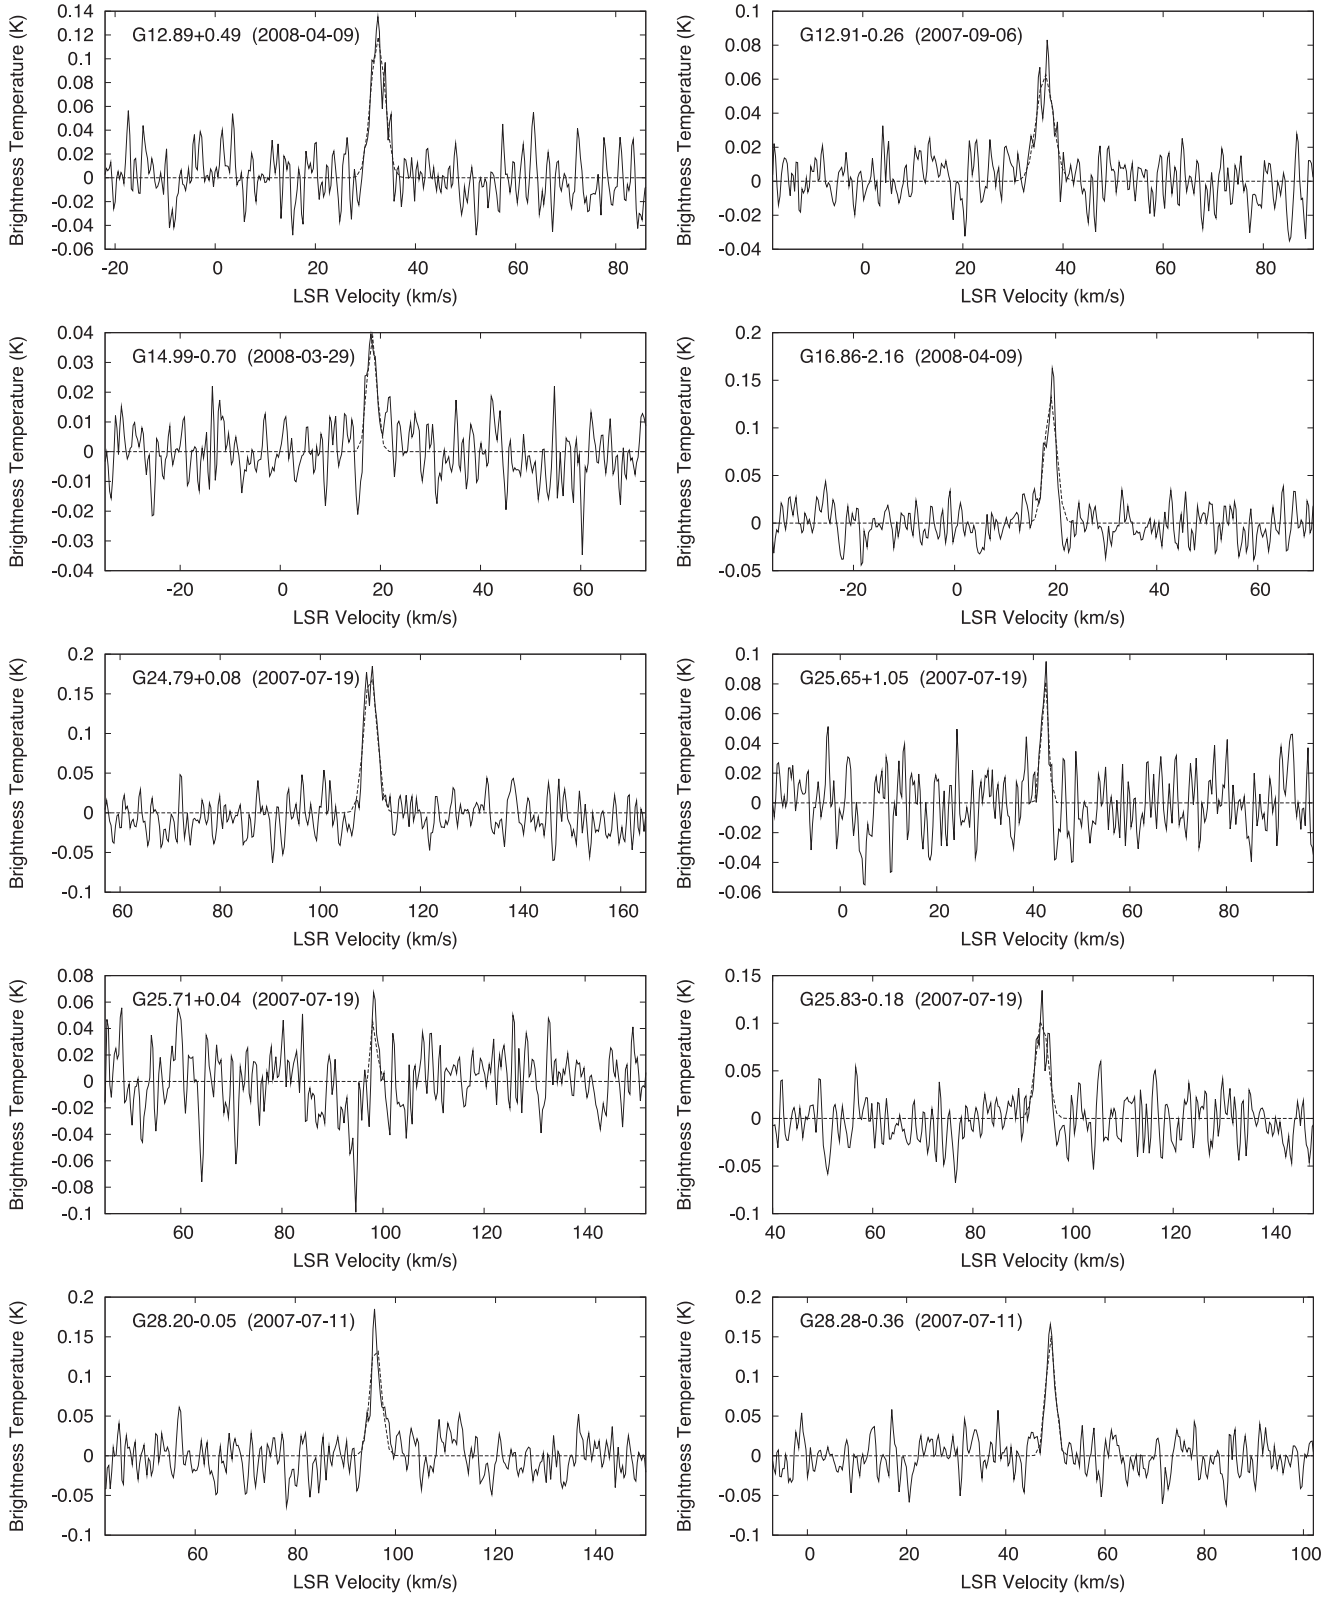 Brightness Temperature (K)
0.14
0.12
0.1
0.08
0.06
0.04
0.02
0
-0.02
-0.04
-0.06
G12.89+0.49 (2008-04-09)
-20 0 20 40 60 80
LSR Velocity (km/s)
Brightness Temperature (K)
0.1
0.08
0.06
0.04
0.02
0
-0.02
-0.04
G12.91-0.26 (2007-09-06)
0 20 40 60 80
LSR Velocity (km/s)
Brightness Temperature (K)
0.04
0.03
0.02
0.01
0
-0.01
-0.02
-0.03
-0.04
G14.99-0.70 (2008-03-29)
-20 0 20 40 60
LSR Velocity (km/s)
Brightness Temperature (K)
0.2
0.15
0.1
0.05
0
-0.05
G16.86-2.16 (2008-04-09)
-20 0 20 40 60
LSR Velocity (km/s)
Brightness Temperature (K)
0.2
0.15
0.1
0.05
0
-0.05
-0.1
G24.79+0.08 (2007-07-19)
60 80 100 120 140 160
LSR Velocity (km/s)
Brightness Temperature (K)
0.1
0.08
0.06
0.04
0.02
0
-0.02
-0.04
-0.06
G25.65+1.05 (2007-07-19)
0 20 40 60 80
LSR Velocity (km/s)
Brightness Temperature (K)
0.08
0.06
0.04
0.02
0
-0.02
-0.04
-0.06
-0.08
-0.1
G25.71+0.04 (2007-07-19)
60 80 100 120 140
LSR Velocity (km/s)
Brightness Temperature (K)
0.15
0.1
0.05
0
-0.05
-0.1
G25.83-0.18 (2007-07-19)
40 60 80 100 120 140
LSR Velocity (km/s)
Brightness Temperature (K)
0.2
0.15
0.1
0.05
0
-0.05
-0.1
G28.20-0.05 (2007-07-11)
60 80 100 120 140
LSR Velocity (km/s)
Brightness Temperature (K)
0.2
0.15
0.1
0.05
0
-0.05
-0.1
G28.28-0.36 (2007-07-11)
0 20 40 60 80 100
LSR Velocity (km/s)